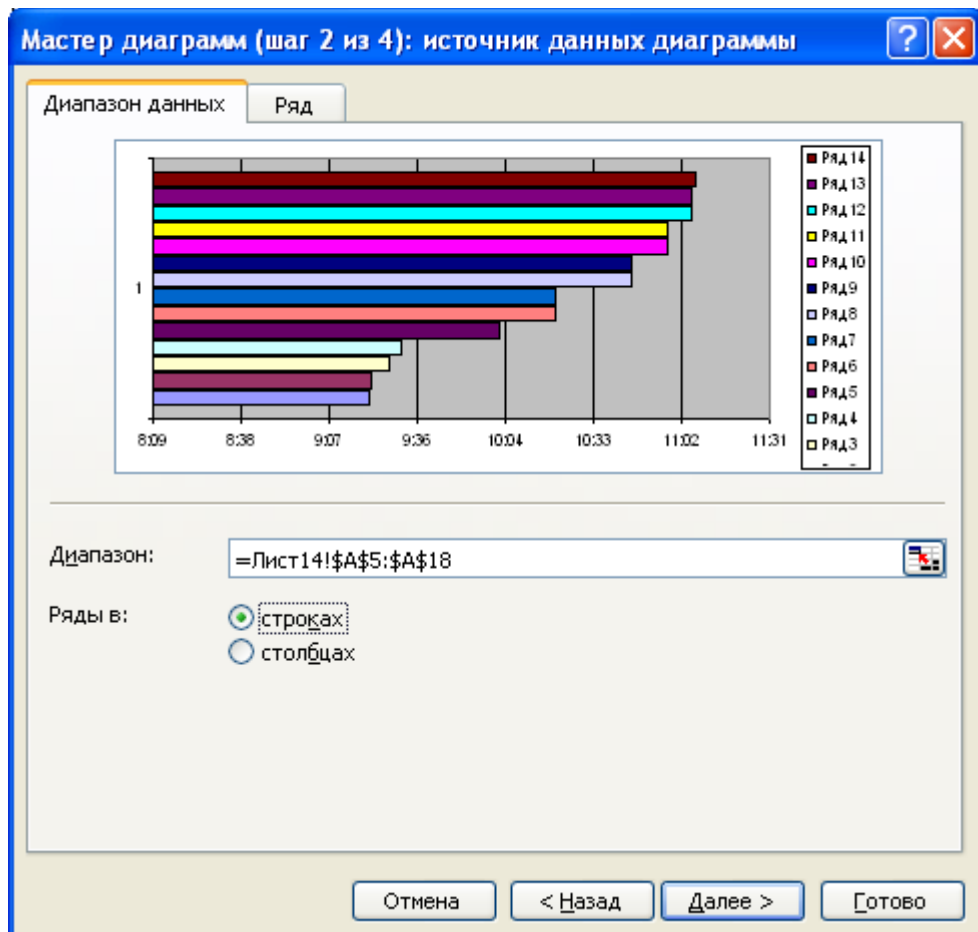 Мастер диаграмм (шаг 2 из 4): источник данных диаграммы
Диапазон данных Ряд
Ряд 14
Ряд 13
Ряд 12
Ряд 11
Ряд 10
Ряд 9
Ряд 8
Ряд 7
Ряд 6
Ряд 5
Ряд 4
Ряд 3
1
8:09 8:38 9:07 9:36 10:04 10:33 11:02 11:31
Диапазон: =Лист14!$A$5:$A$18
Ряды в: строках
столбцах
Отмена < Назад Далее > Готово